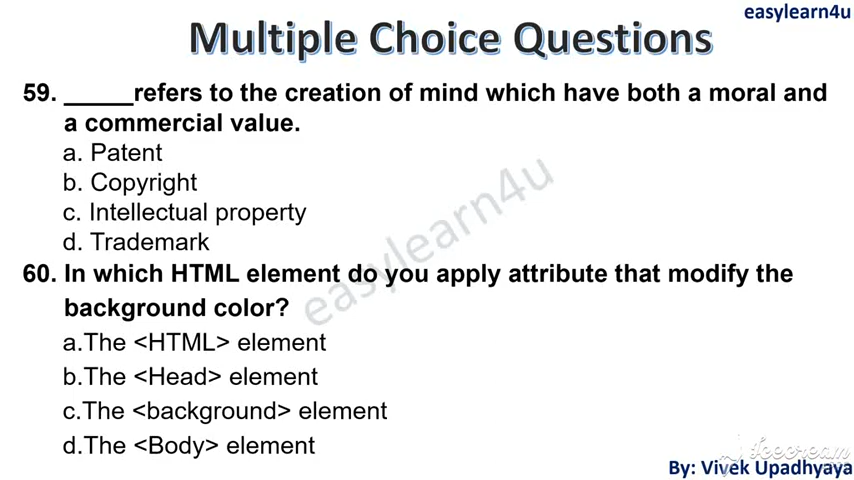 easylearn4u
Multiple Choice Questions
59. _____refers to the creation of mind which have both a moral and
a commercial value.
a. Patent
b. Copyright
c. Intellectual property
d. Trademark
60. In which HTML element do you apply attribute that modify the
background color?
a.The <HTML> element
b.The <Head> element
c.The <background> element
d.The <Body> element
easylearn4u
Icecream
By: Vivek Upadhyaya